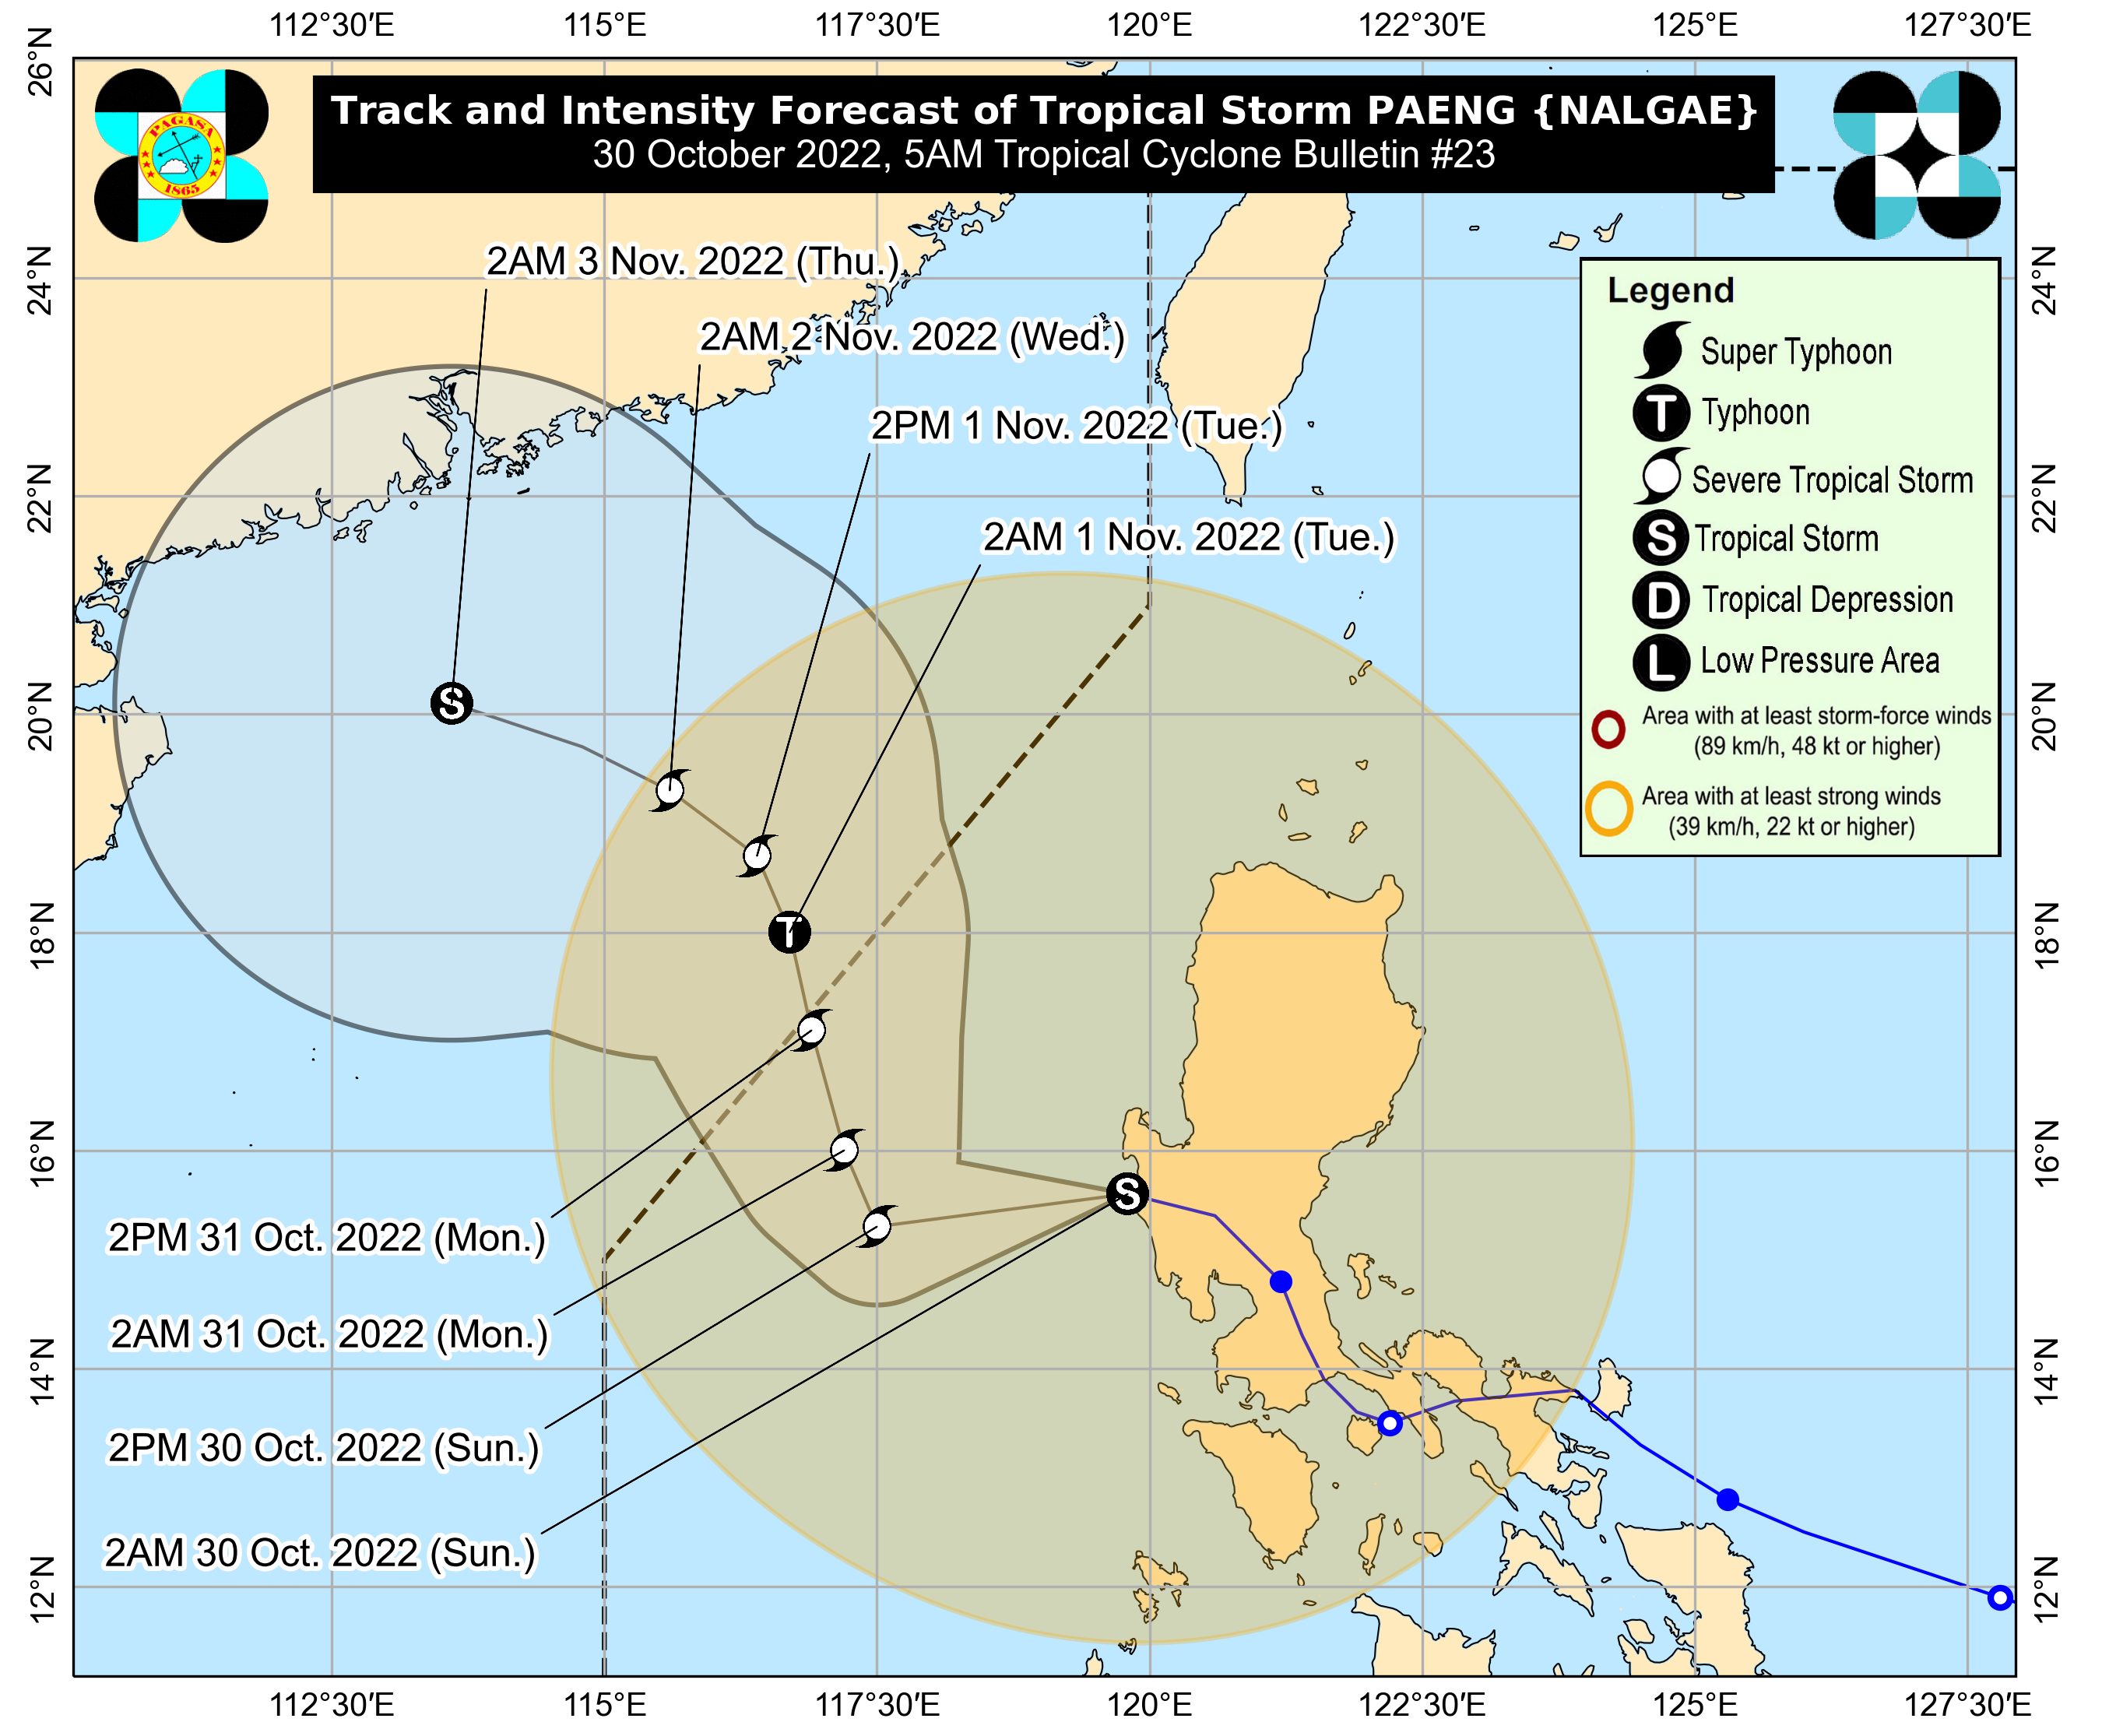 112°30′E 115°E 117°30′E 120°E 122°30′E 125°E 127°30′E
26°N
Track and Intensity Forecast of Tropical Storm PAENG {NALGAE}
30 October 2022, 5AM Tropical Cyclone Bulletin #23
PAGASA
1865
2AM 3 Nov. 2022 (Thu.)
24°N 24°N
Legend
2AM 2 Nov. 2022 (Wed.)
Super Typhoon
T Typhoon
2PM 1 Nov. 2022 (Tue.)
Severe Tropical Storm
22°N 22°N
2AM 1 Nov. 2022 (Tue.)
S Tropical Storm
D Tropical Depression
L Low Pressure Area
S
20°N 20°N
Area with at least storm-force winds
(89 km/h, 48 kt or higher)
Area with at least strong winds
(39 km/h, 22 kt or higher)
T
18°N 18°N
16°N 16°N
S
2PM 31 Oct. 2022 (Mon.)
2AM 31 Oct. 2022 (Mon.)
14°N 14°N
2PM 30 Oct. 2022 (Sun.)
2AM 30 Oct. 2022 (Sun.)
12°N 12°N
112°30′E 115°E 117°30′E 120°E 122°30′E 125°E 127°30′E